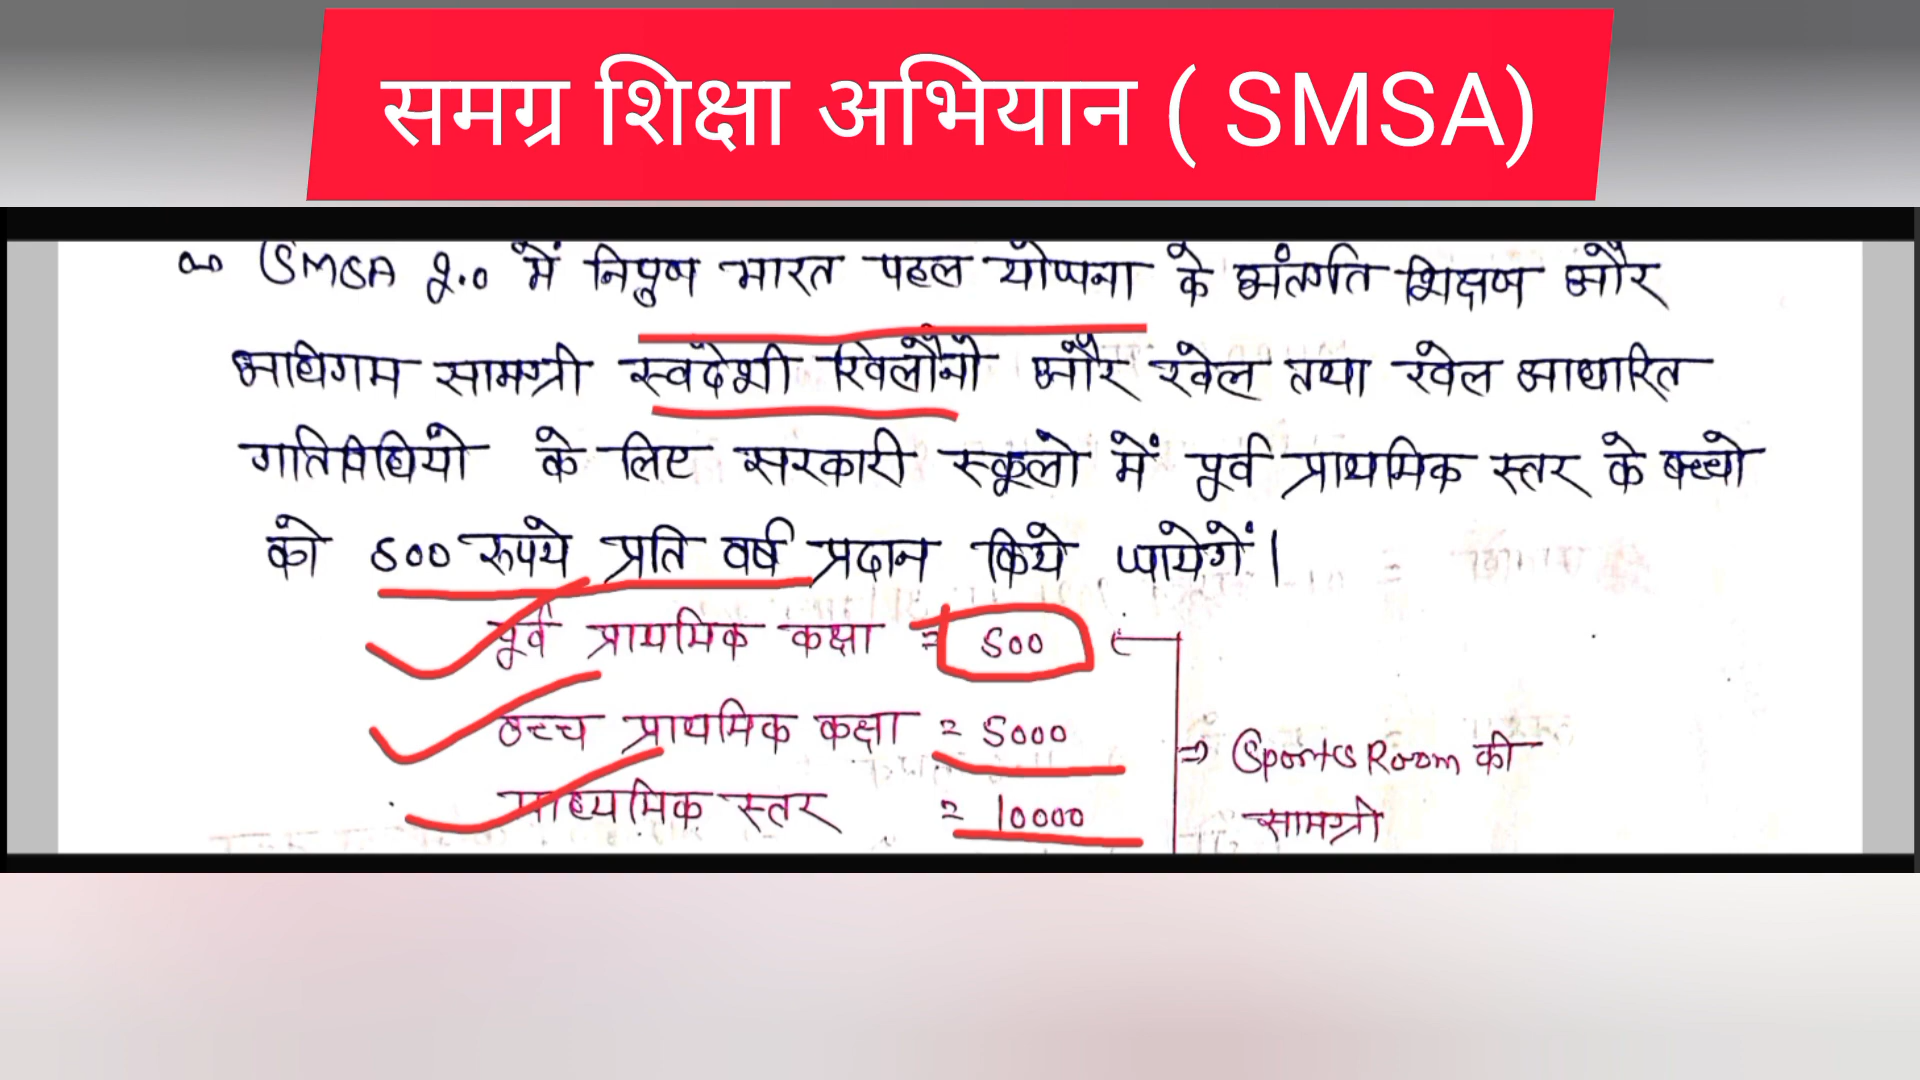 समग्र शिक्षा अभियान ( SMSA)
SMSA 2.0 में निपुण भारत पहल योजना के अंतर्गत शिक्षण और
अधिगम सामग्री स्वदेशी खिलौनो और खेल तथा खेल आधारित
गतिविधियो के लिए सरकारी स्कूलो में पूर्व प्राथमिक स्तर के बच्चो
को 500 रुपये प्रति वर्ष प्रदान किये जायेगें।
पूर्व प्राथमिक कक्षा = 500
उच्च प्राथमिक कक्षा = 5000
⇒ Sports Room की
माध्यमिक स्तर = 10000
सामग्री